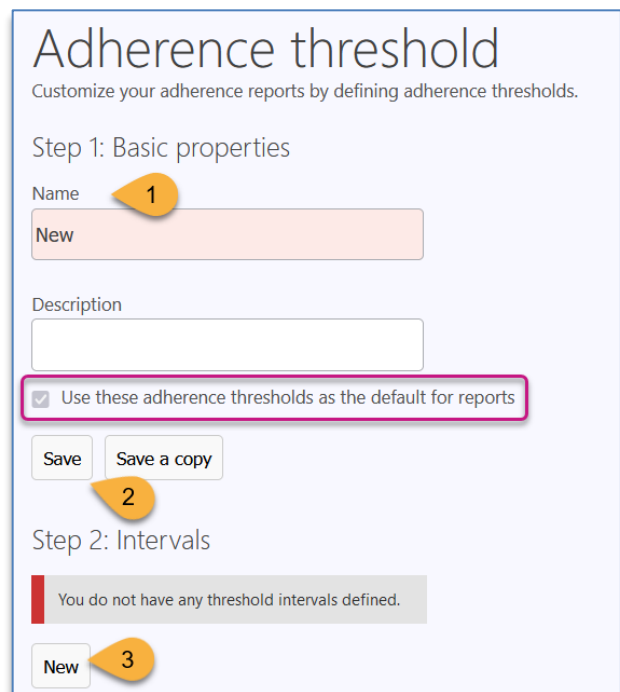 Adherence threshold
Customize your adherence reports by defining adherence thresholds.
Step 1: Basic properties
Name
1
New
Description
Use these adherence thresholds as the default for reports
Save
Save a copy
2
Step 2: Intervals
You do not have any threshold intervals defined.
New
3